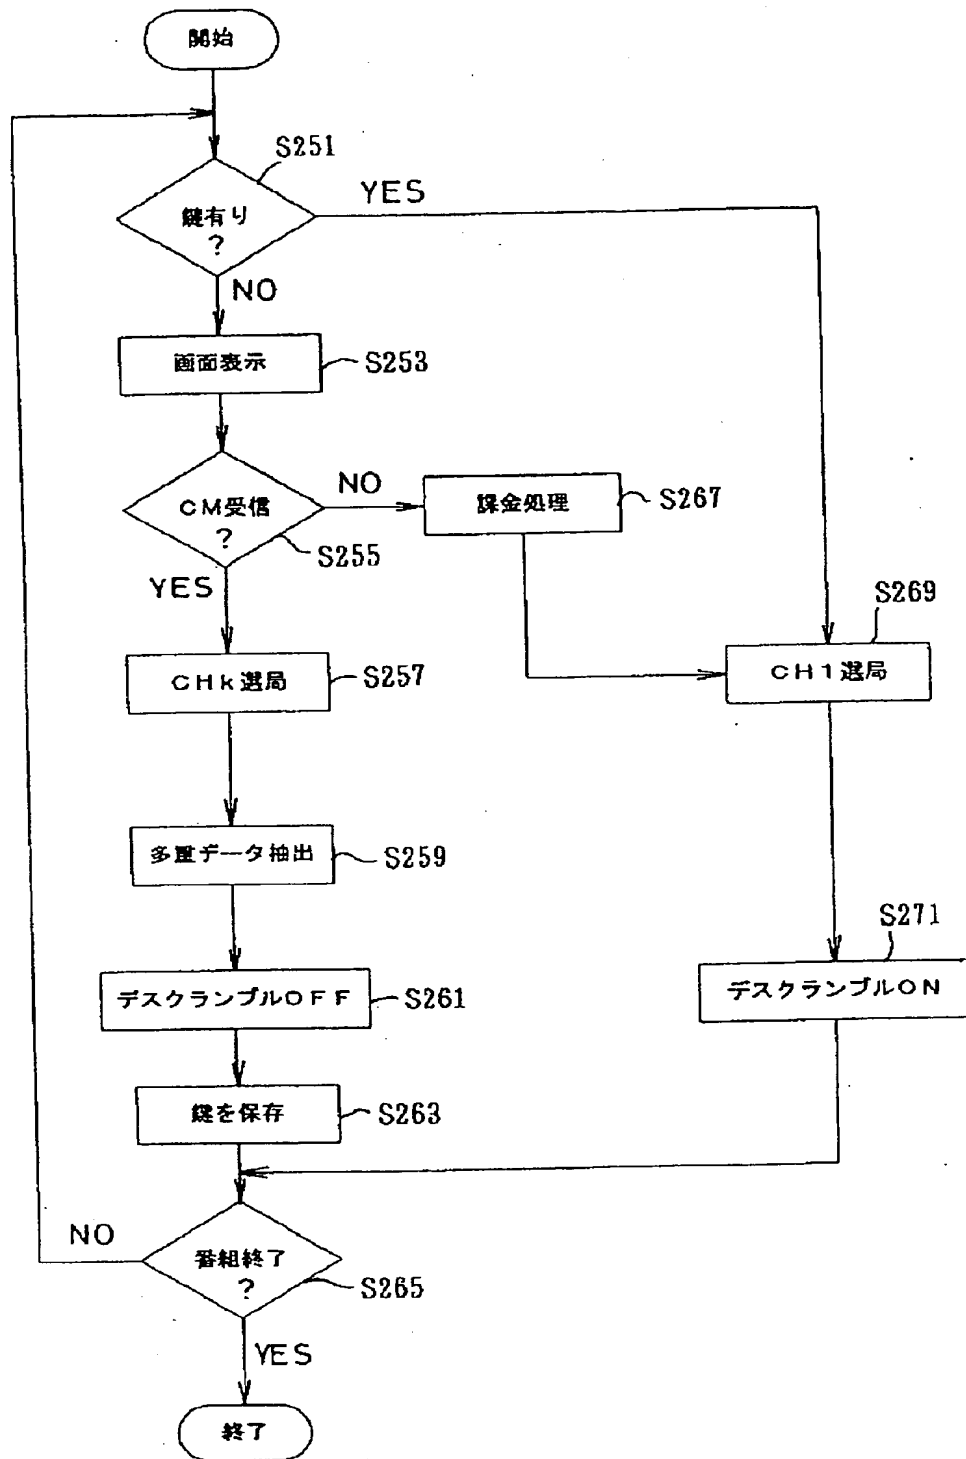 開始
S251
YES
鍵有り
?
NO
画面表示
S253
CM受信
?
NO
S255
YES
課金処理
S267
CHk選局
S257
S269
CH1選局
多重データ抽出
S259
S271
デスクランブルON
デスクランブルOFF
S261
鍵を保存
S263
NO
番組終了
?
S265
YES
終了